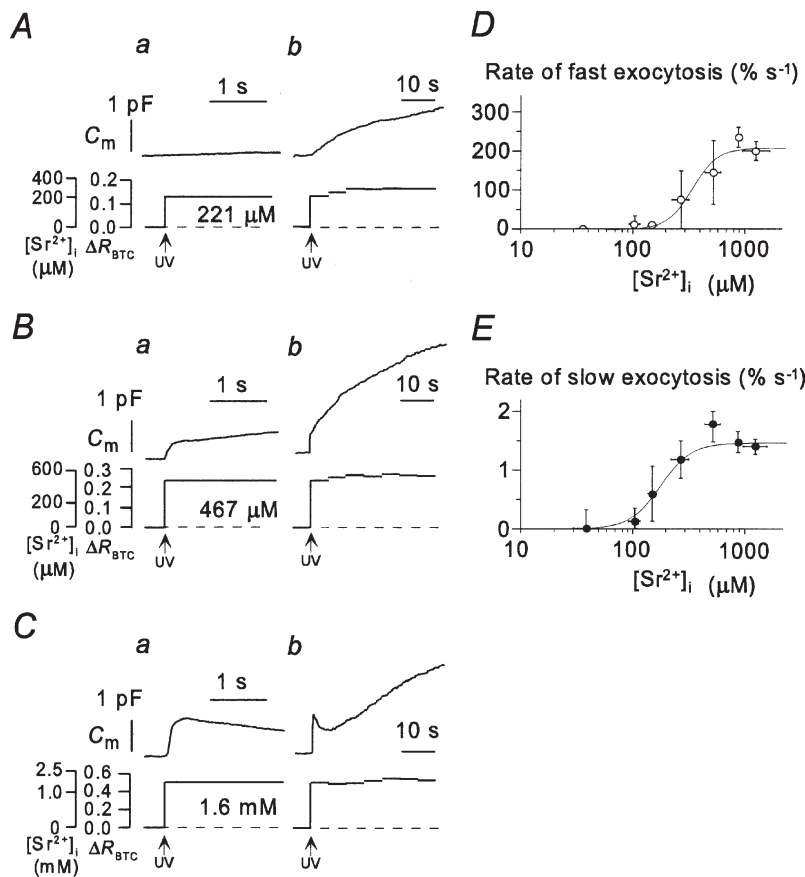 A
a
b
1 s
10 s
1 pF
Cm
400
200
0
0.2
0.1
0.0
221 µM
[Sr2+]i ΔRBTC
(µM)
UV
UV
B
a
b
1 s
10 s
1 pF
Cm
600
200
0
0.3
0.2
0.1
0.0
467 µM
[Sr2+]i ΔRBTC
(µM)
UV
UV
C
a
b
1 s
10 s
1 pF
Cm
2.5
1.0
0
0.6
0.4
0.2
0.0
1.6 mM
[Sr2+]i ΔRBTC
(mM)
UV
UV
D
Rate of fast exocytosis (% s-1)
300
200
100
0
10 100 1000
[Sr2+]i (µM)
E
Rate of slow exocytosis (% s-1)
2
1
0
10 100 1000
[Sr2+]i (µM)